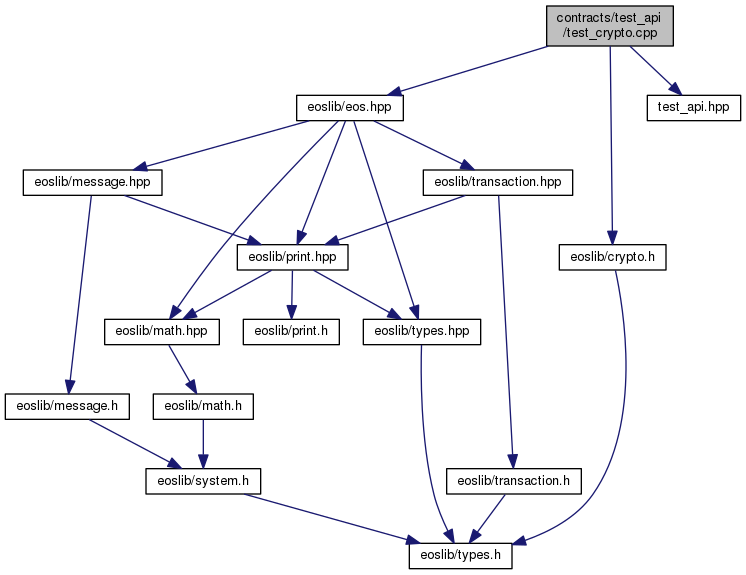 contracts/test_api
/test_crypto.cpp
eoslib/eos.hpp
test_api.hpp
eoslib/message.hpp
eoslib/transaction.hpp
eoslib/print.hpp
eoslib/crypto.h
eoslib/math.hpp
eoslib/print.h
eoslib/types.hpp
eoslib/message.h
eoslib/math.h
eoslib/system.h
eoslib/transaction.h
eoslib/types.h